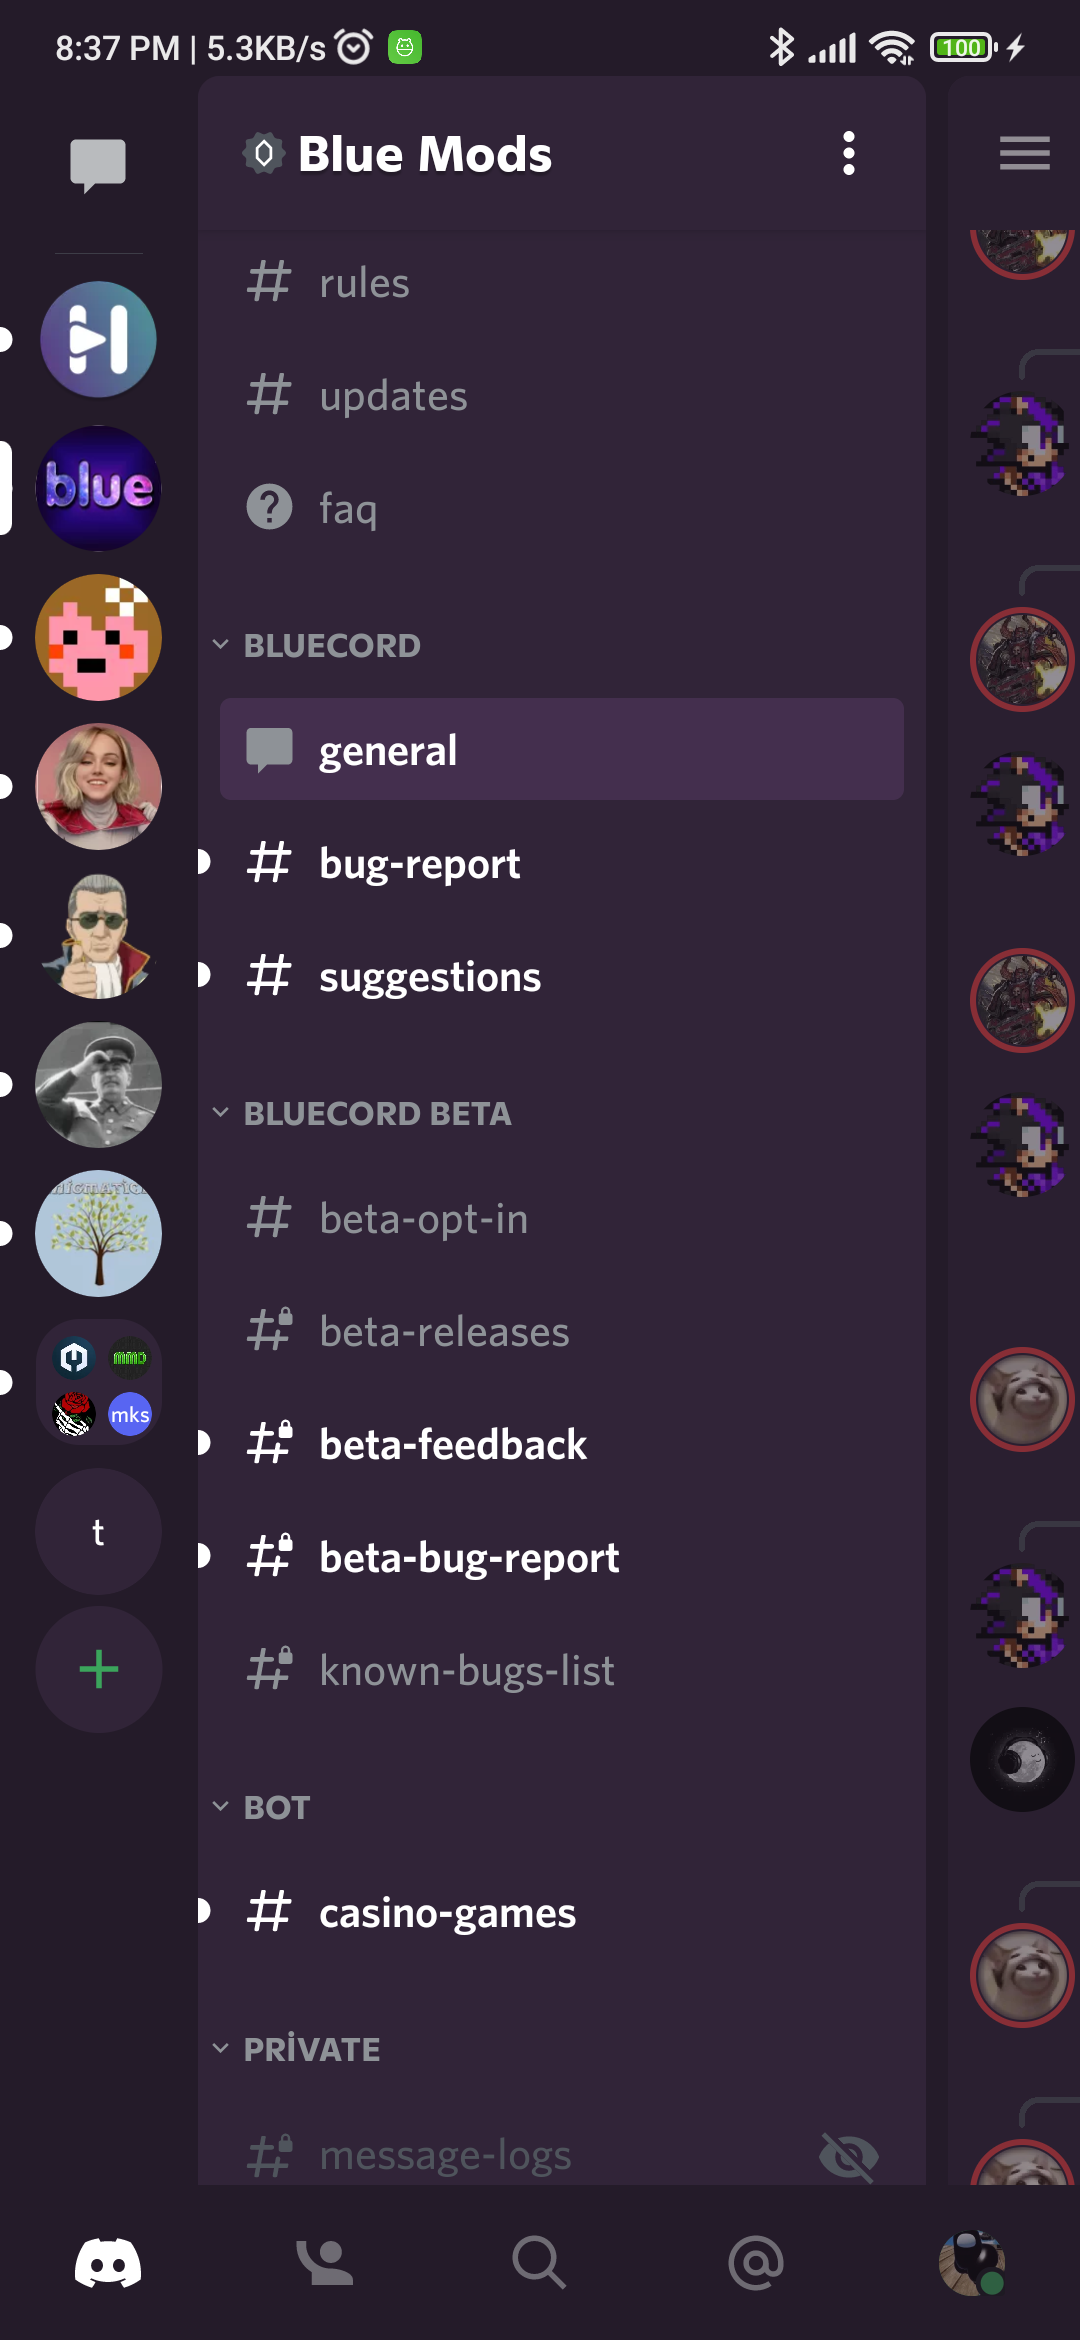 8:37 PM | 5.3KB/s
100
Blue Mods
rules
updates
faq
blue
BLUECORD
general
bug-report
suggestions
BLUECORD BETA
beta-opt-in
beta-releases
beta-feedback
beta-bug-report
known-bugs-list
mmd
mks
t
BOT
casino-games
PRİVATE
message-logs